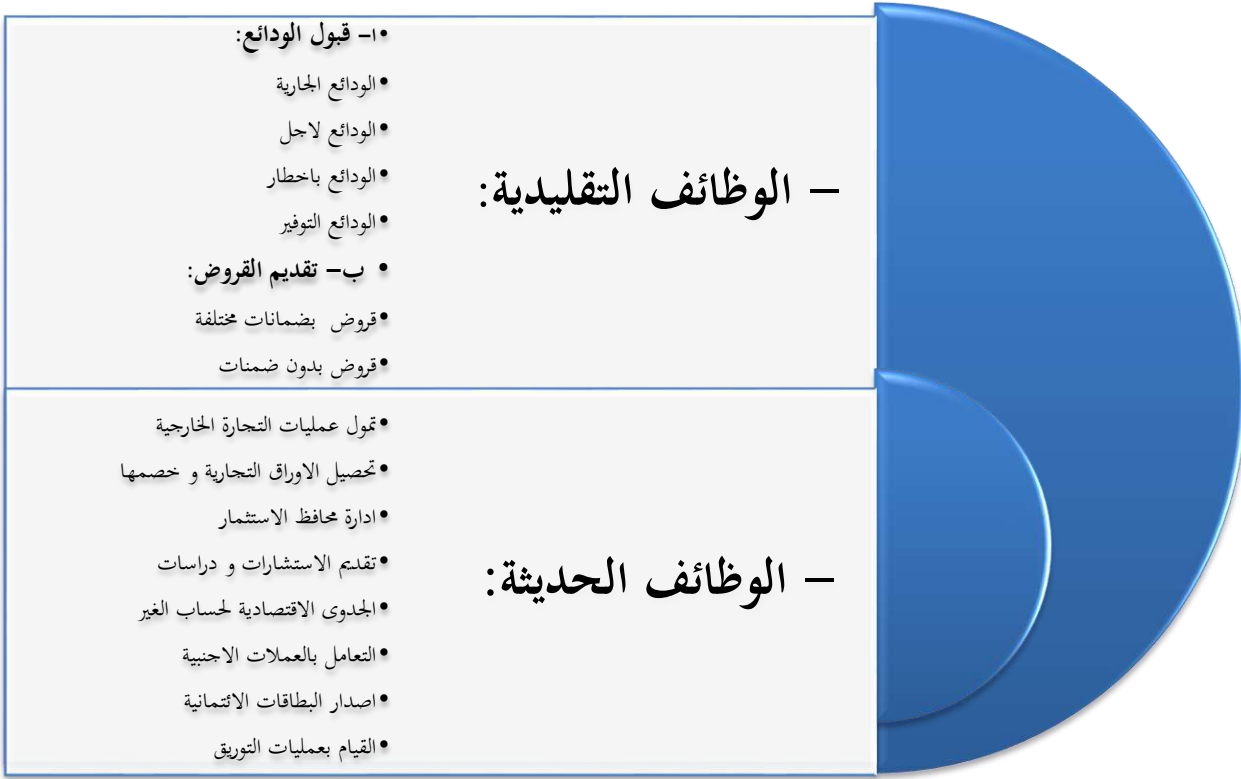 – الوظائف التقليدية:
•ا– قبول الودائع:
•الودائع الجارية
•الودائع لاجل
•الودائع باخطار
•الودائع التوفير
• ب– تقديم القروض:
•قروض بضمانات مختلفة
•قروض بدون ضمنات
– الوظائف الحديثة:
•تمول عمليات التجارة الخارجية
•تحصيل الاوراق التجارية و خصمها
•ادارة محافظ الاستثمار
•تقديم الاستشارات و دراسات
•الجدوى الاقتصادية لحساب الغير
•التعامل بالعملات الاجنبية
•اصدار البطاقات الائتمانية
•القيام بعمليات التوريق